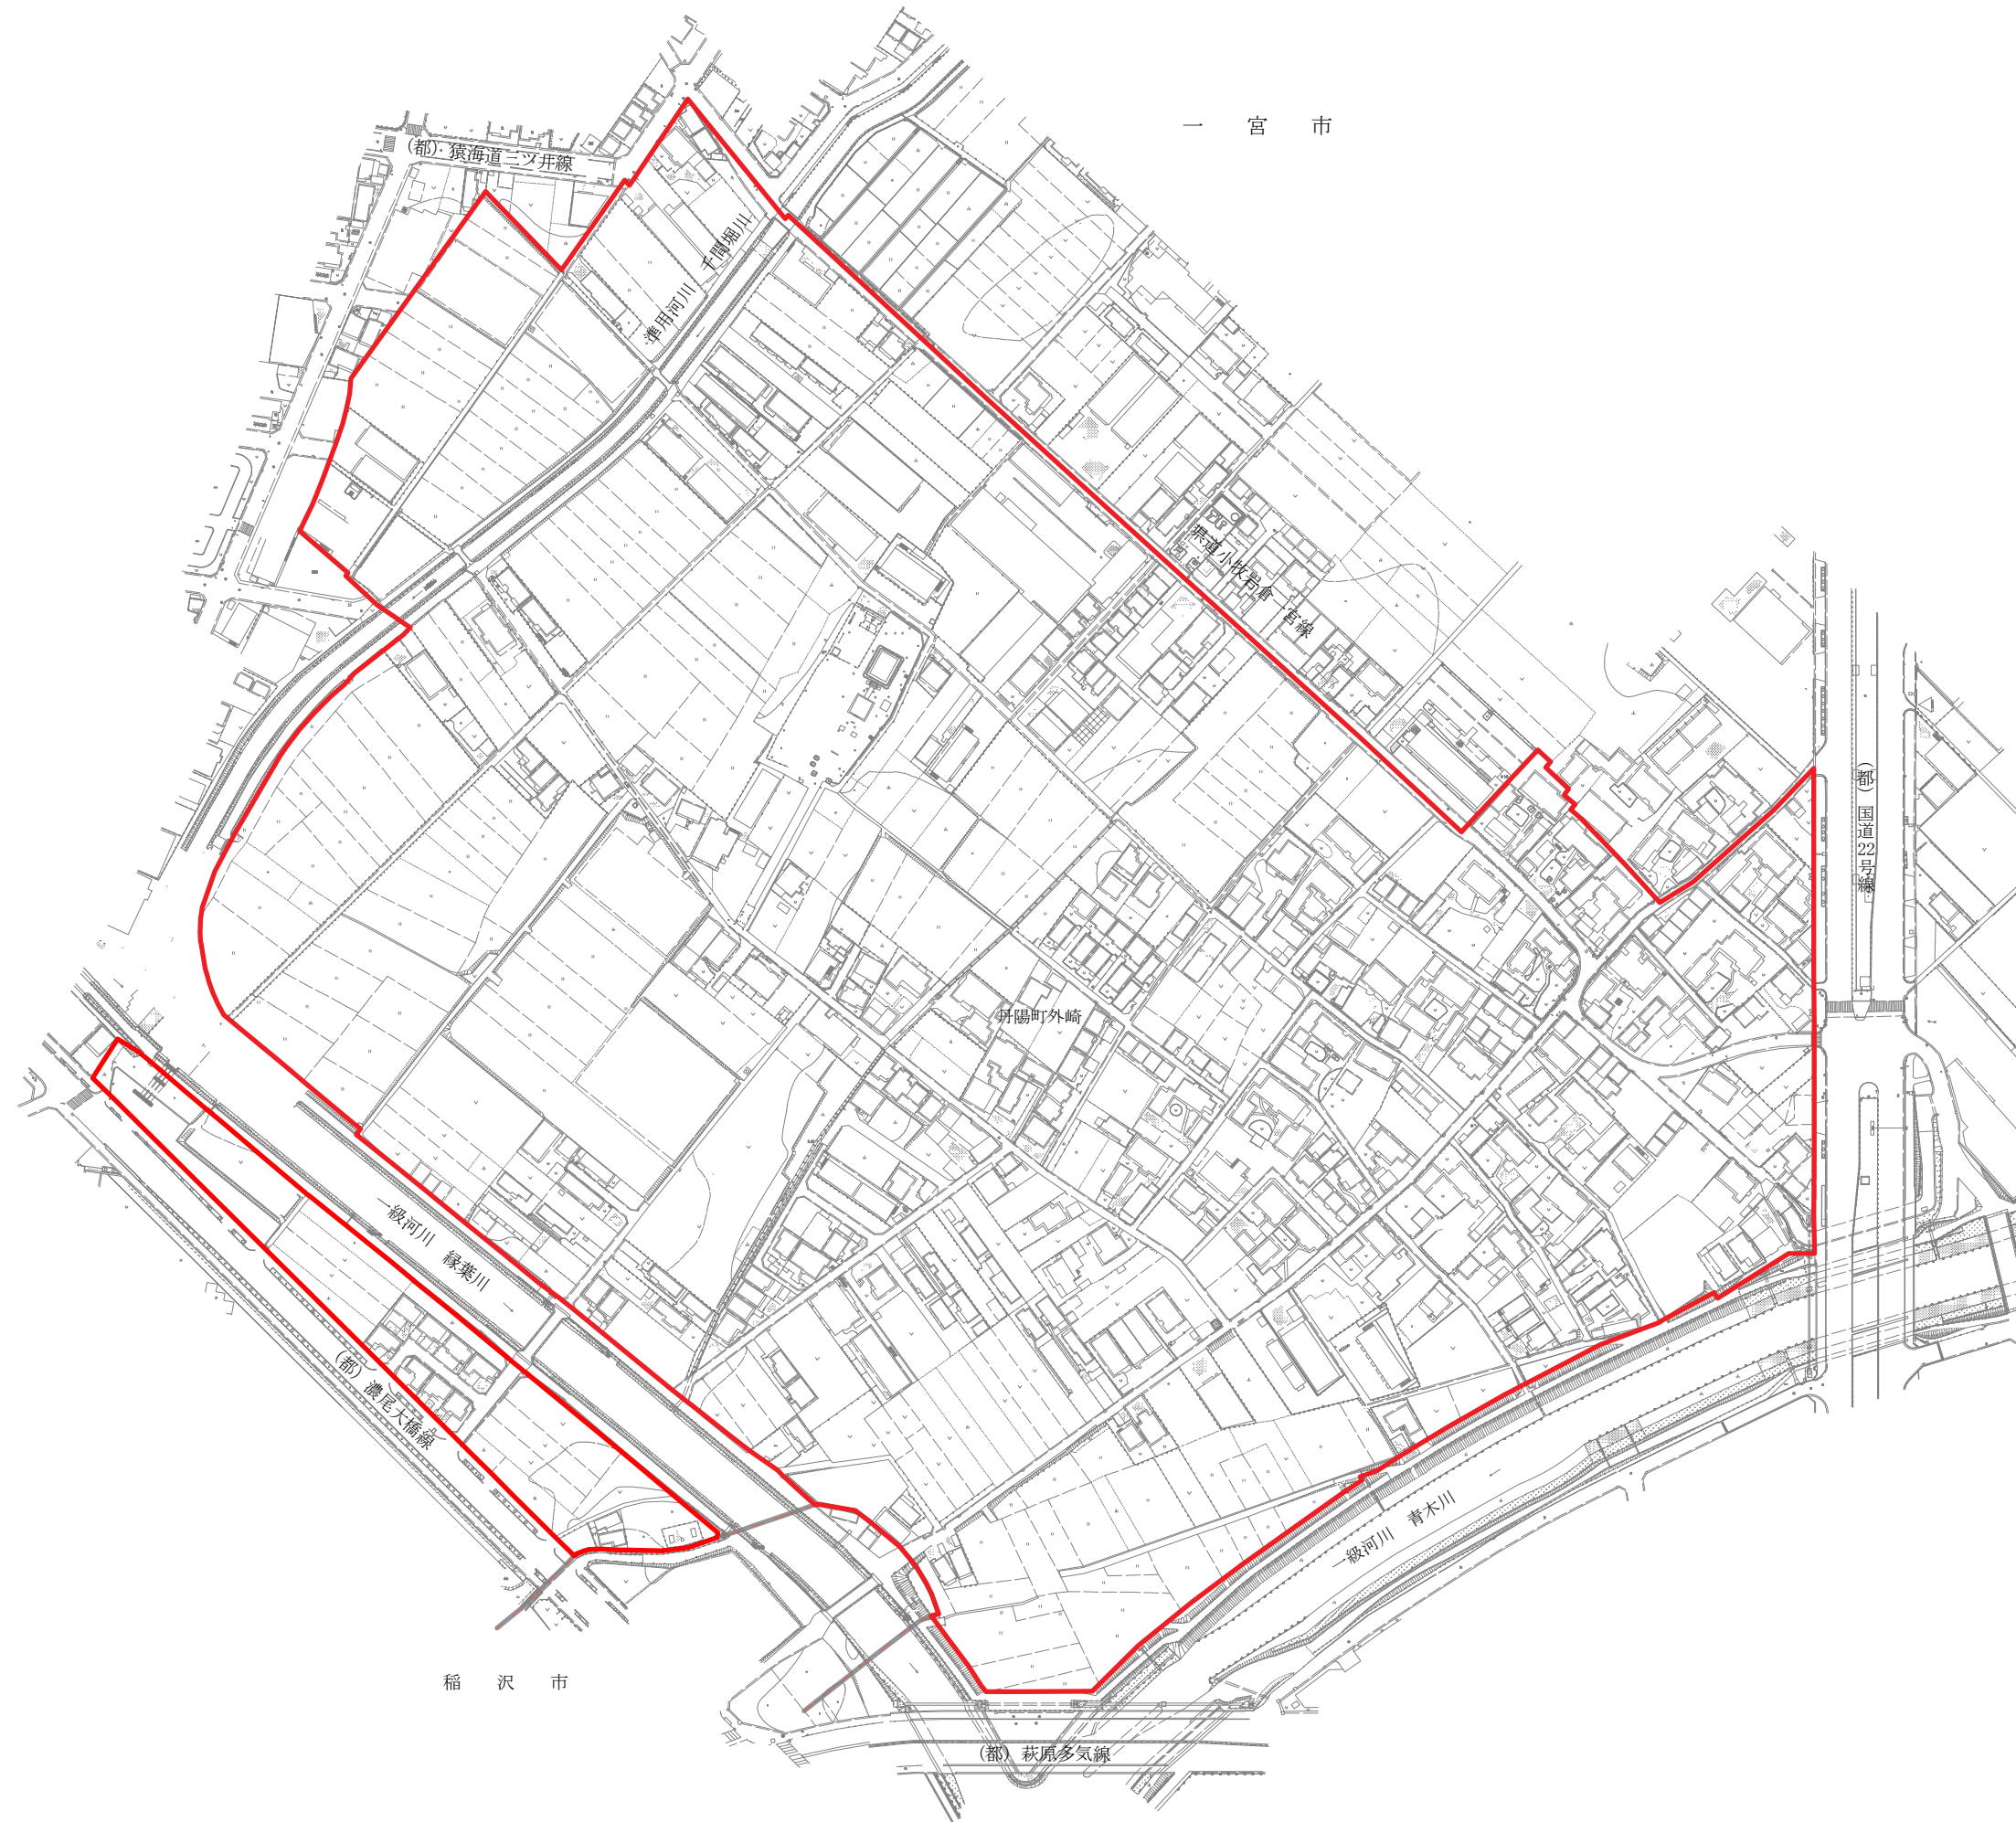 一宮市
(都) 猿海道三ツ井線
準用河川 千間堀川
県道小牧岩倉一宮線
(都) 国道22号線
丹陽町外崎
一級河川 縁葉川
(都) 濃尾大橋線
一級河川 青木川
稲沢市
(都) 萩原多気線